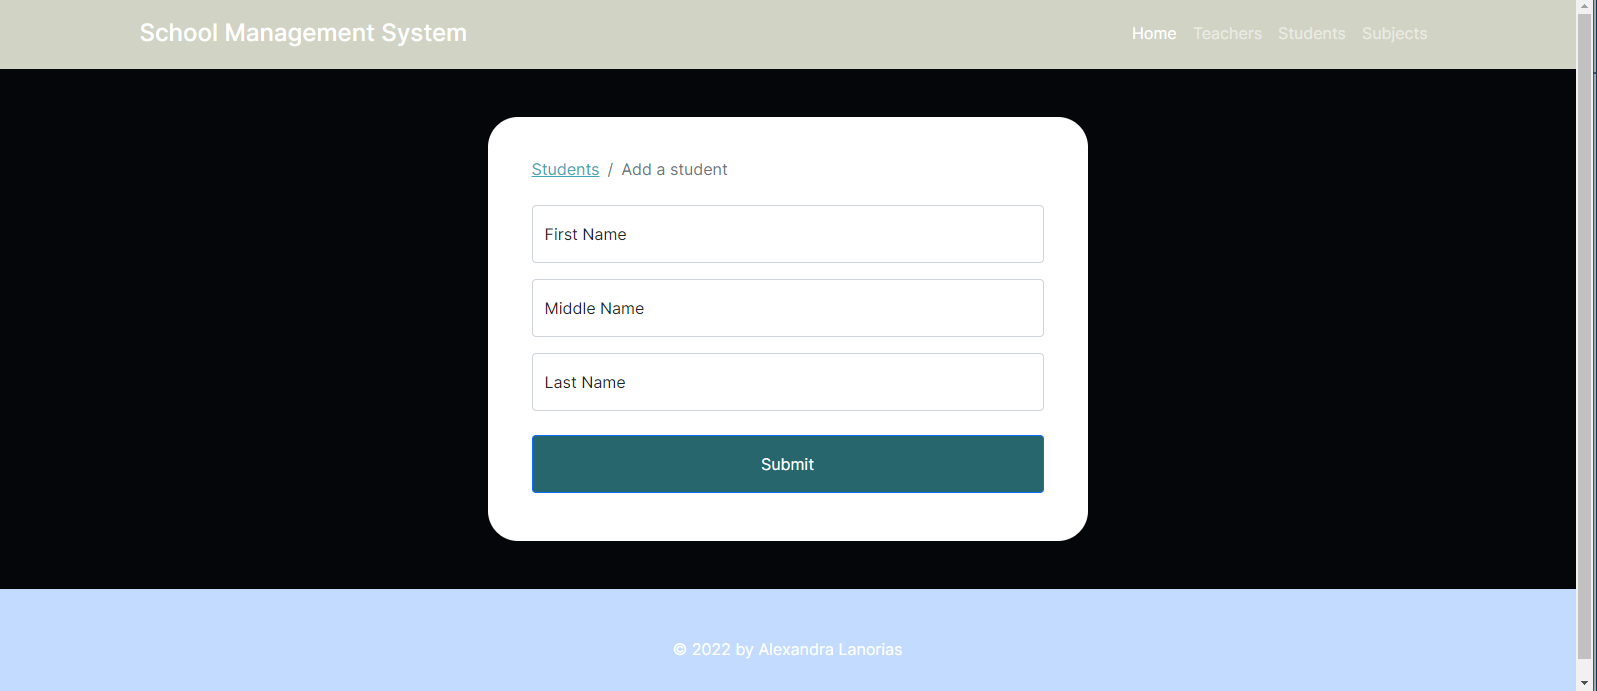 School Management System
Home Teachers Students Subjects
Students / Add a student
First Name
Middle Name
Last Name
Submit
© 2022 by Alexandra Lanorias